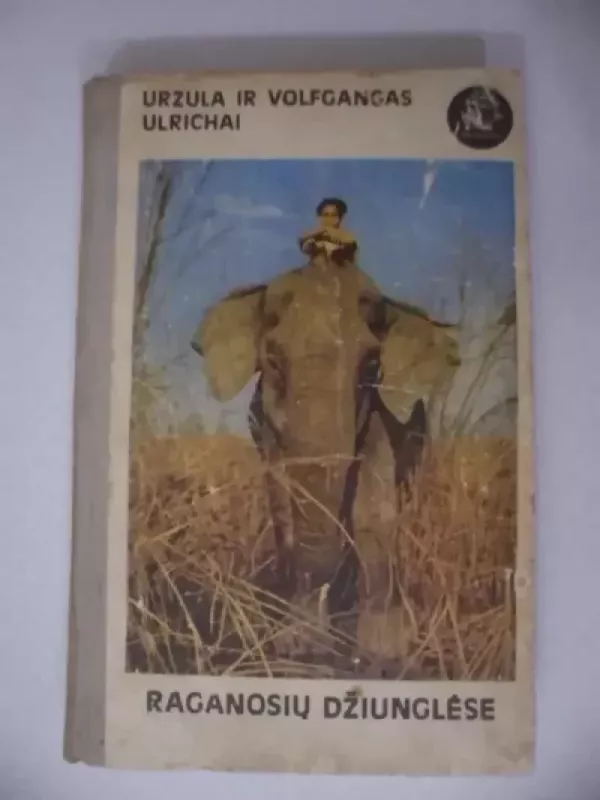 URZULA IR VOLFGANGAS
ULRICHAI
RAGANOSIŲ DŽIUNGLĖSE